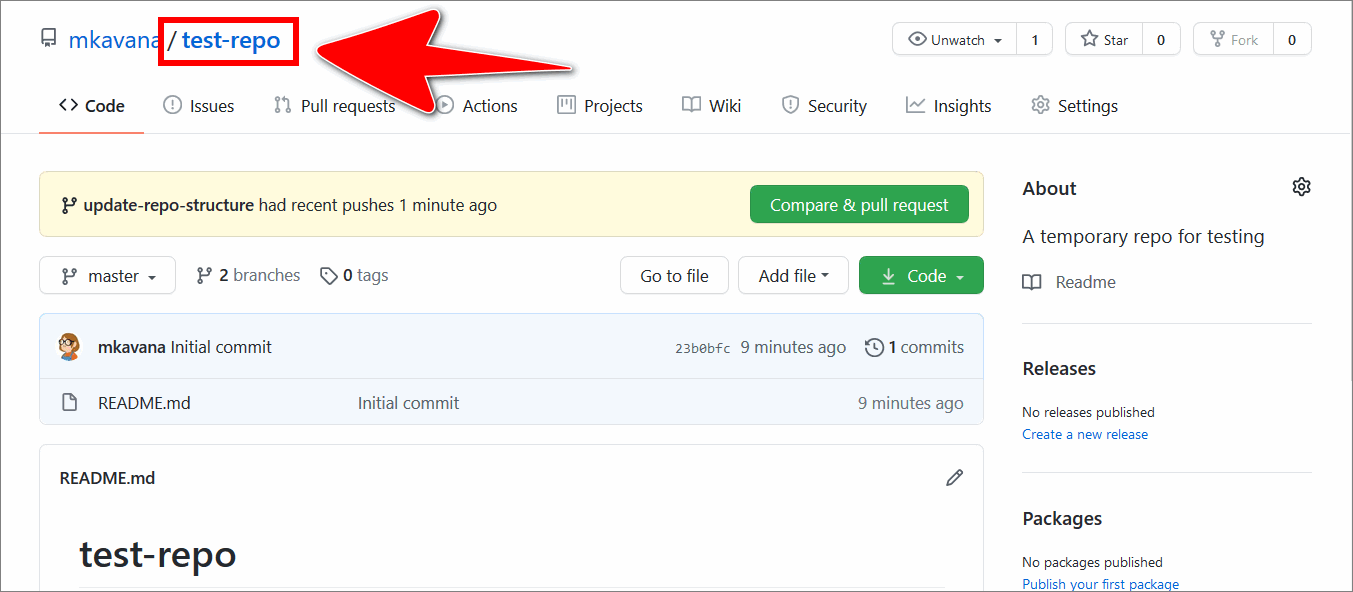 mkavana / test-repo
Unwatch 1 Star 0 Fork 0
Code Issues Pull requests Actions Projects Wiki Security Insights Settings
update-repo-structure had recent pushes 1 minute ago Compare & pull request
master 2 branches 0 tags Go to file Add file Code
mkavana Initial commit 23b0bfc 9 minutes ago 1 commits
README.md Initial commit 9 minutes ago
README.md
test-repo
About
A temporary repo for testing
Readme
Releases
No releases published
Create a new release
Packages
No packages published
Publish your first package